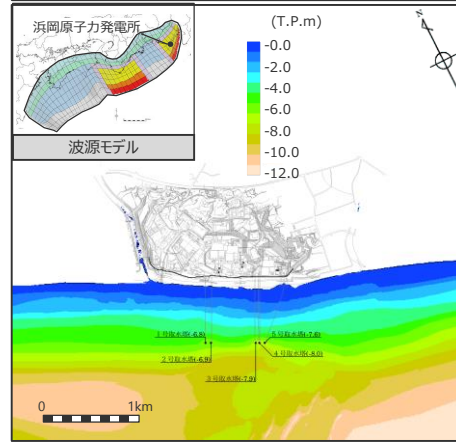 浜岡原子力発電所
波源モデル
(T.P.m)
-0.0
-2.0
-4.0
-6.0
-8.0
-10.0
-12.0
N
1号取水塔(-6.8)
5号取水塔(-7.6)
2号取水塔(-6.9)
4号取水塔(-8.0)
3号取水塔(-7.9)
0 1km